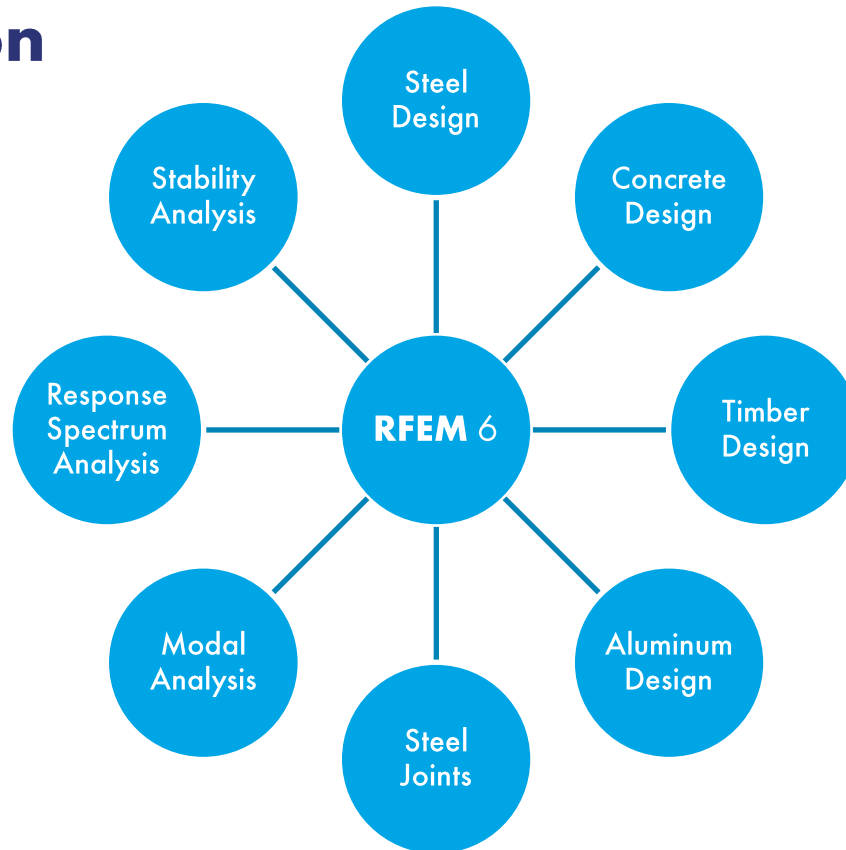 on
Steel
Design
Stability
Analysis
Concrete
Design
Response
Spectrum
Analysis
RFEM 6
Timber
Design
Modal
Analysis
Aluminum
Design
Steel
Joints